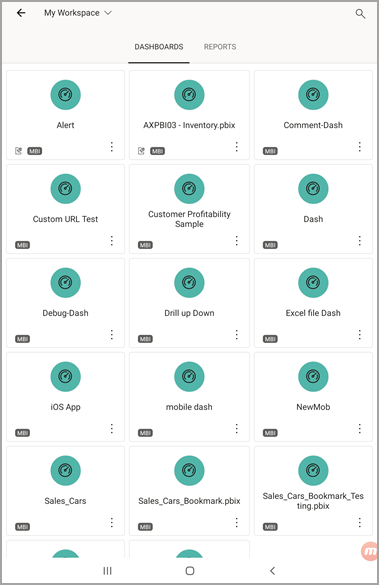 My Workspace
DASHBOARDS
REPORTS
Alert
MBI
AXPBI03 - Inventory.pbix
MBI
Comment-Dash
MBI
Custom URL Test
MBI
Customer Profitability
Sample
MBI
Dash
MBI
Debug-Dash
MBI
Drill up Down
MBI
Excel file Dash
MBI
iOS App
MBI
mobile dash
MBI
NewMob
MBI
Sales_Cars
MBI
Sales_Cars_Bookmark.pbix
MBI
Sales_Cars_Bookmark_Tes
ting.pbix
MBI